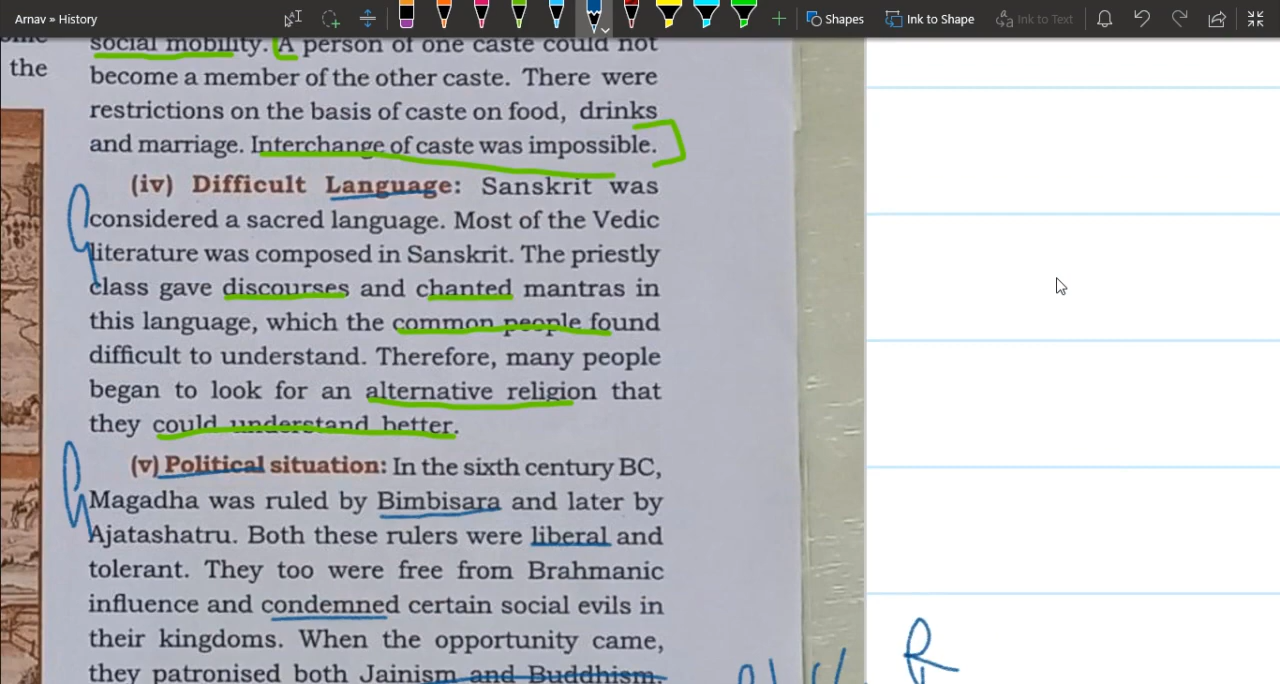 Arnav » History
Shapes
Ink to Shape
Ink to Text
the
social mobility. A person of one caste could not
become a member of the other caste. There were
restrictions on the basis of caste on food, drinks
and marriage. Interchange of caste was impossible.
(iv) Difficult Language: Sanskrit was
considered a sacred language. Most of the Vedic
literature was composed in Sanskrit. The priestly
class gave discourses and chanted mantras in
this language, which the common people found
difficult to understand. Therefore, many people
began to look for an alternative religion that
they could understand better.
(v) Political situation: In the sixth century BC,
Magadha was ruled by Bimbisara and later by
Ajatashatru. Both these rulers were liberal and
tolerant. They too were free from Brahmanic
influence and condemned certain social evils in
their kingdoms. When the opportunity came,
they patronised both Jainism and Buddhism.